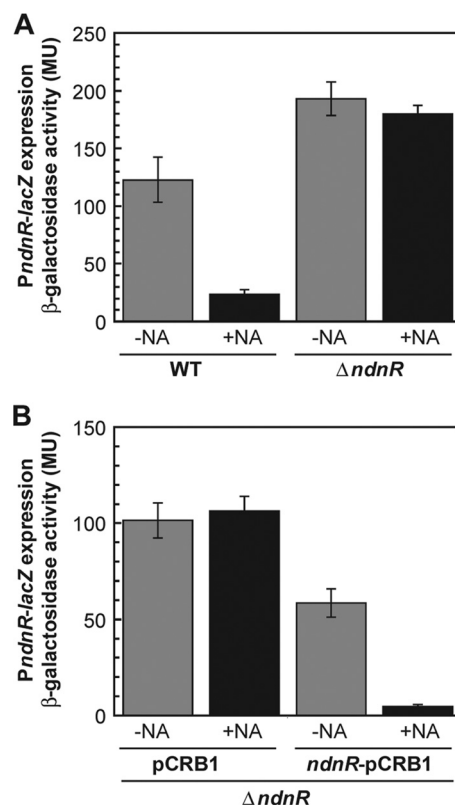 A
PndnR-lacZ expression
β-galactosidase activity (MU)
250
200
150
100
50
0
-NA +NA -NA +NA
WT ΔndnR
B
PndnR-lacZ expression
β-galactosidase activity (MU)
150
100
50
0
-NA +NA -NA +NA
pCRB1 ndnR-pCRB1
ΔndnR